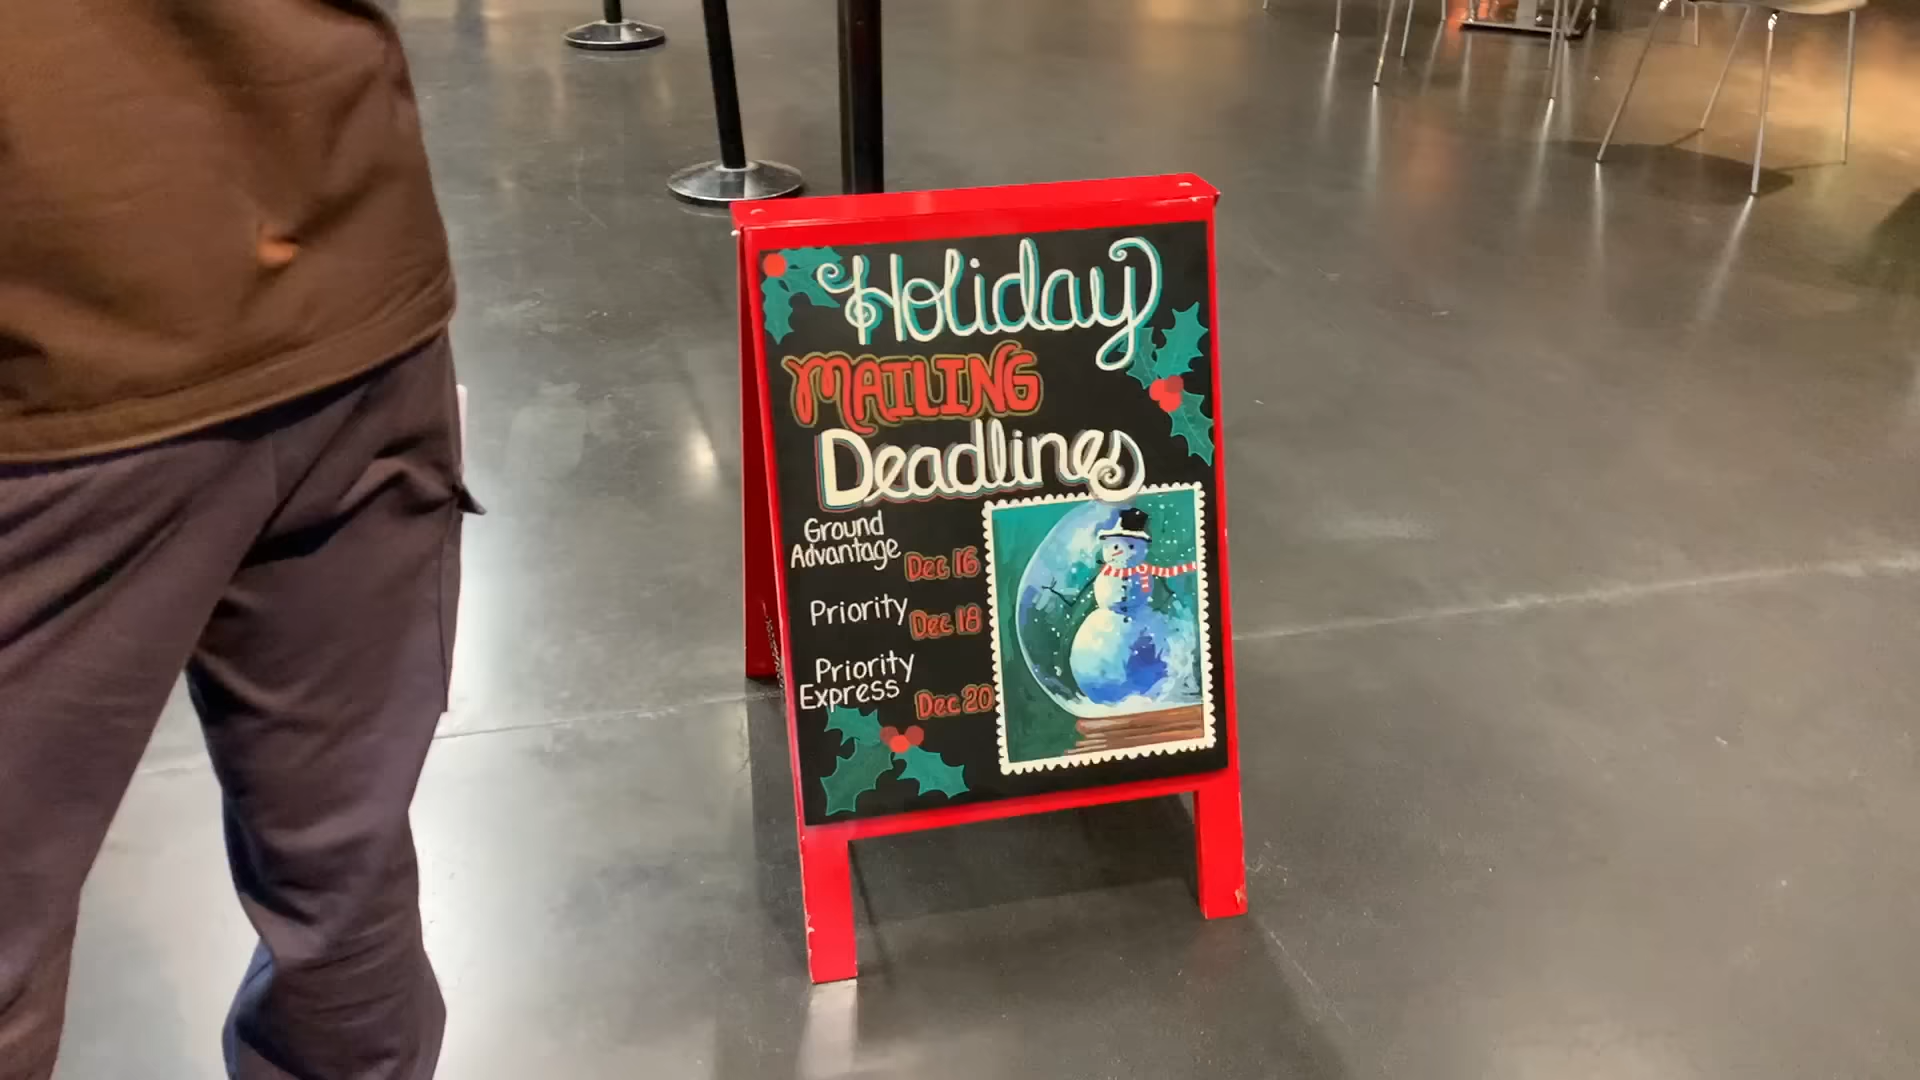 Holiday
MAILING
Deadlines
Ground
Advantage
Dec 16
Priority
Dec 18
Priority
Express
Dec 20